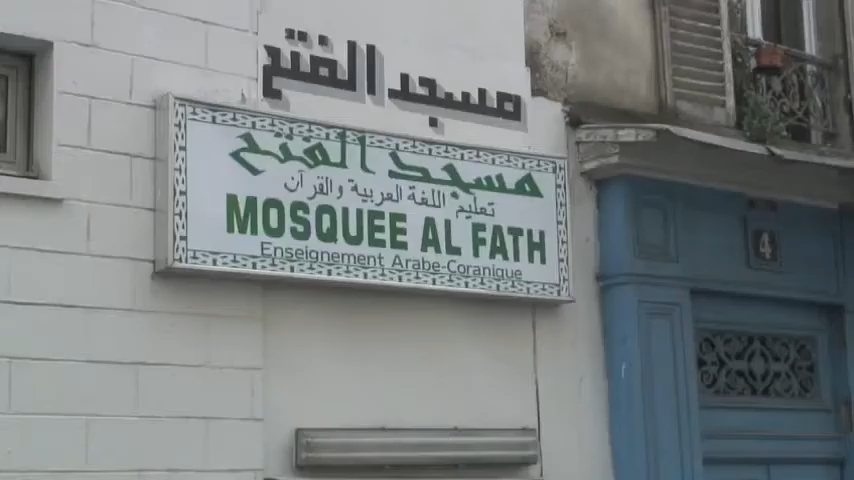 مسجد الفتح
مسجد الفتح
تعليم اللغة العربية والقرآن
MOSQUEE AL FATH
Enseignement Arabe-Coranique
4